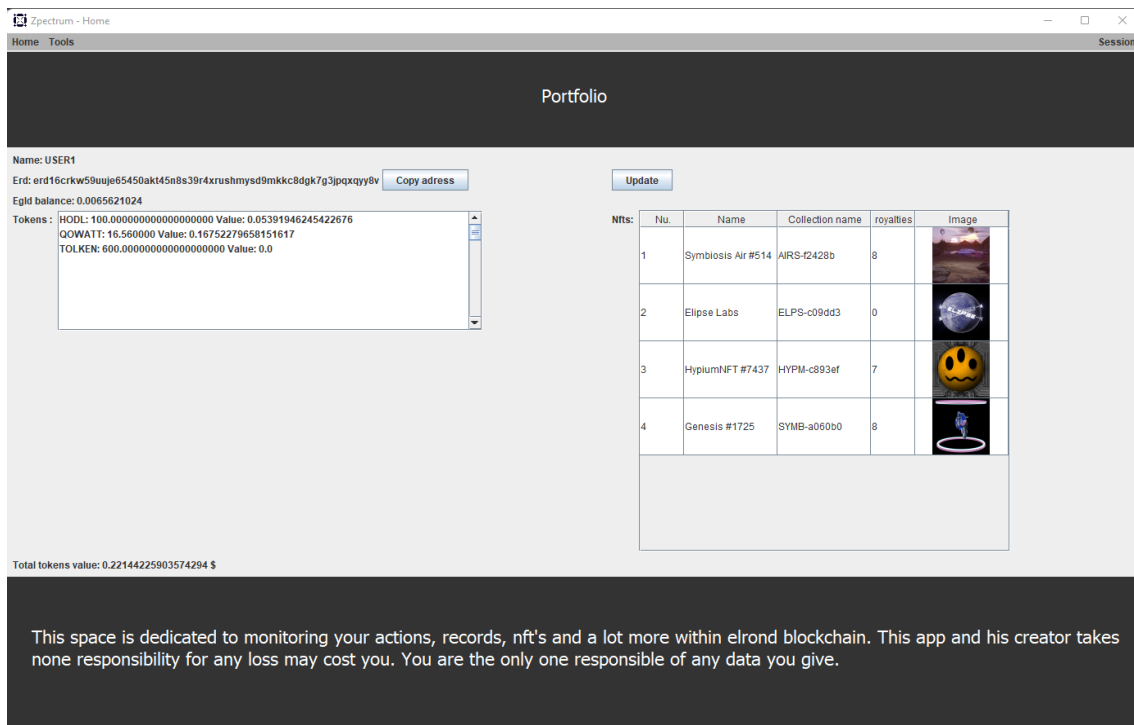 Zpectrum - Home
Home Tools Session
Portfolio
Name: USER1
Erd: erd16crkw59uuje65450akt45n8s39r4xrushmysd9mkkc8dgk7g3jpqxqyy8v Copy adress
Egld balance: 0.0065621024
Tokens :
HODL: 100.000000000000000000 Value: 0.05391946245422676
QOWATT: 16.560000 Value: 0.16752279658151617
TOLKEN: 600.000000000000000000 Value: 0.0
Update
Nfts:
Nu. Name Collection name royalties Image
1 Symbiosis Air #514 AIRS-f2428b 8
2 Elipse Labs ELPS-c09dd3 0
3 HypiumNFT #7437 HYPM-c893ef 7
4 Genesis #1725 SYMB-a060b0 8
Total tokens value: 0.22144225903574294 $
This space is dedicated to monitoring your actions, records, nft's and a lot more within elrond blockchain. This app and his creator takes
none responsibility for any loss may cost you. You are the only one responsible of any data you give.